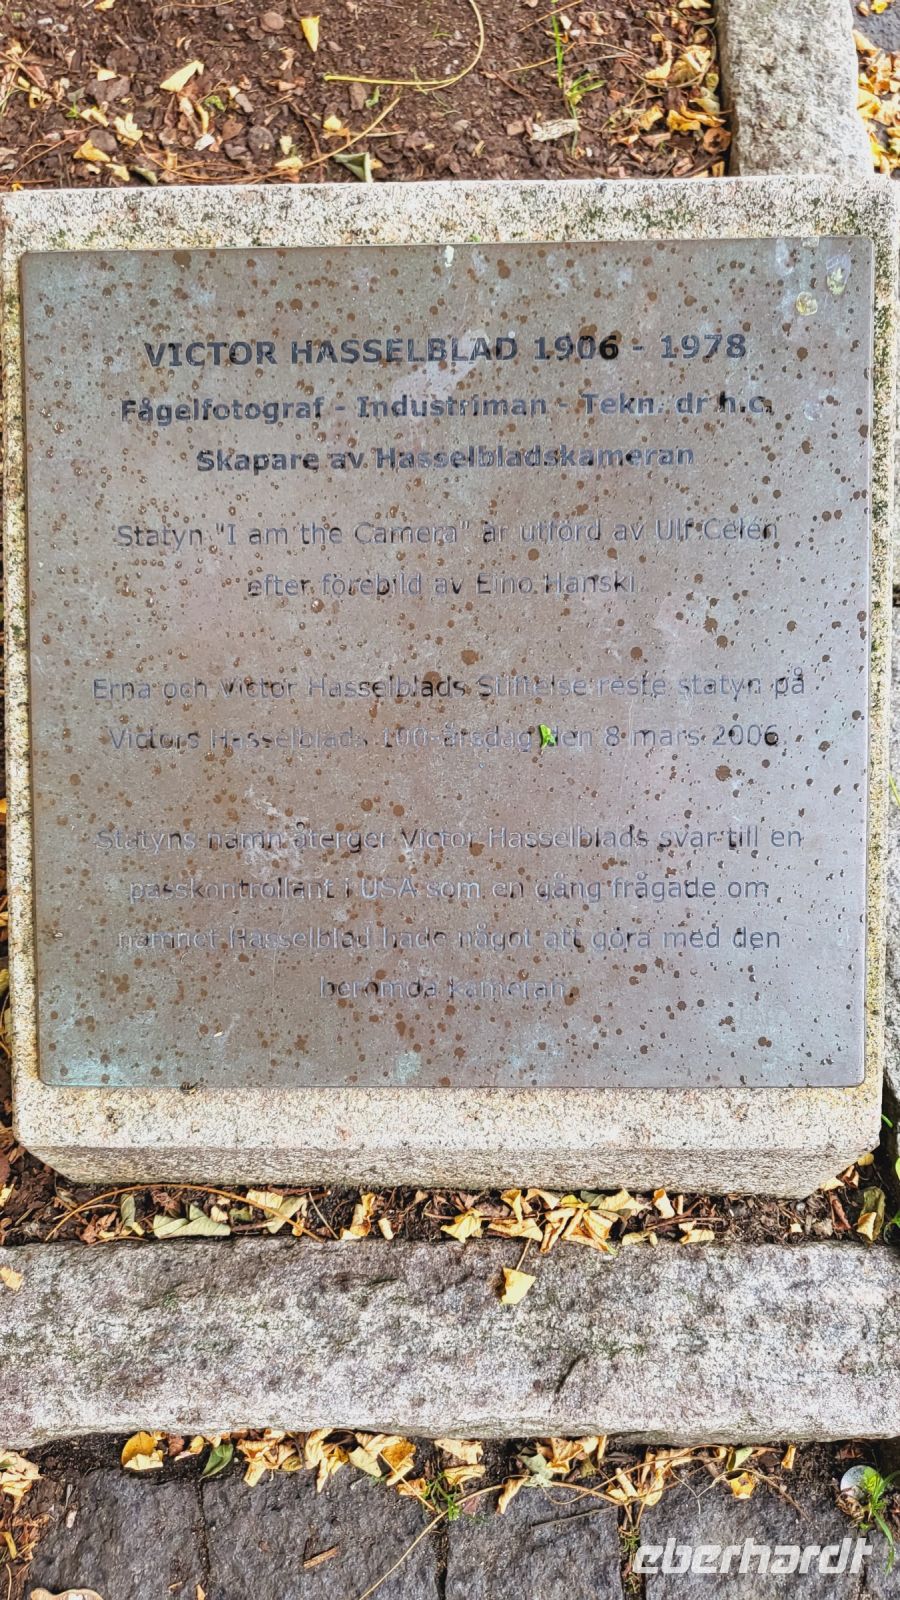 VICTOR HASSELBLAD 1906 - 1978
Fågelfotograf - Industriman - Tekn. dr h.c.
Skapare av Hasselbladskameran
Statyn "I am the Camera" är utförd av Ulf Celén
efter förebild av Eino Hanski.
Erna och Victor Hasselblads Stiftelse reste statyn på
Victors Hasselblads 100-årsdag den 8 mars 2006.
Statyns namn återger Victor Hasselblads svar till en
passkontrollant i USA som en gång frågade om
namnet Hasselblad hade något att göra med den
berömda kameran.
eberhardt